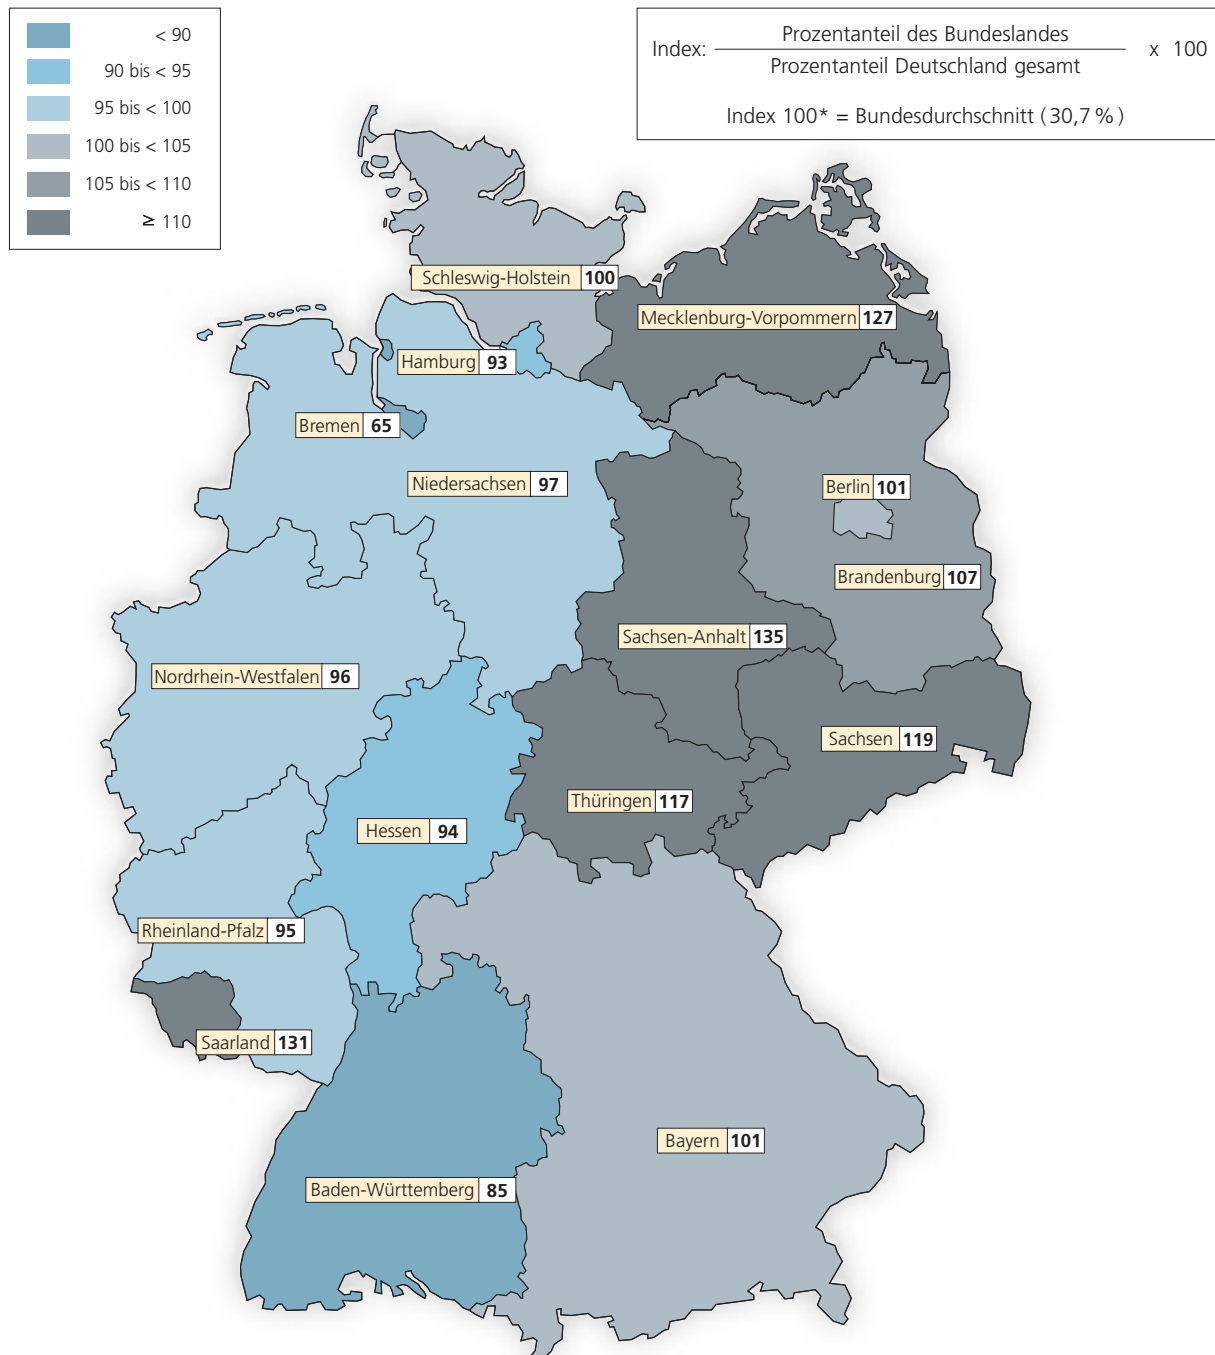 < 90
90 bis < 95
95 bis < 100
100 bis < 105
105 bis < 110
≥ 110
Index: Prozentanteil des Bundeslandes
Prozentanteil Deutschland gesamt
x 100
Index 100* = Bundesdurchschnitt (30,7 %)
Schleswig-Holstein 100
Mecklenburg-Vorpommern 127
Hamburg 93
Bremen 65
Niedersachsen 97
Berlin 101
Brandenburg 107
Sachsen-Anhalt 135
Nordrhein-Westfalen 96
Sachsen 119
Thüringen 117
Hessen 94
Rheinland-Pfalz 95
Saarland 131
Bayern 101
Baden-Württemberg 85